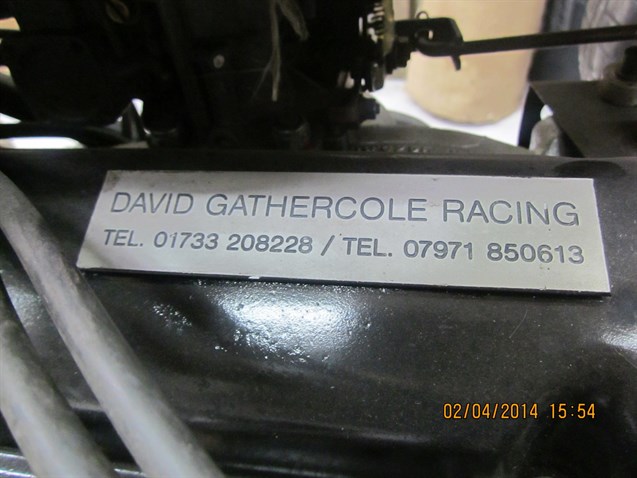 DAVID GATHERCOLE RACING
TEL. 01733 208228 / TEL. 07971 850613
02/04/2014 15:54